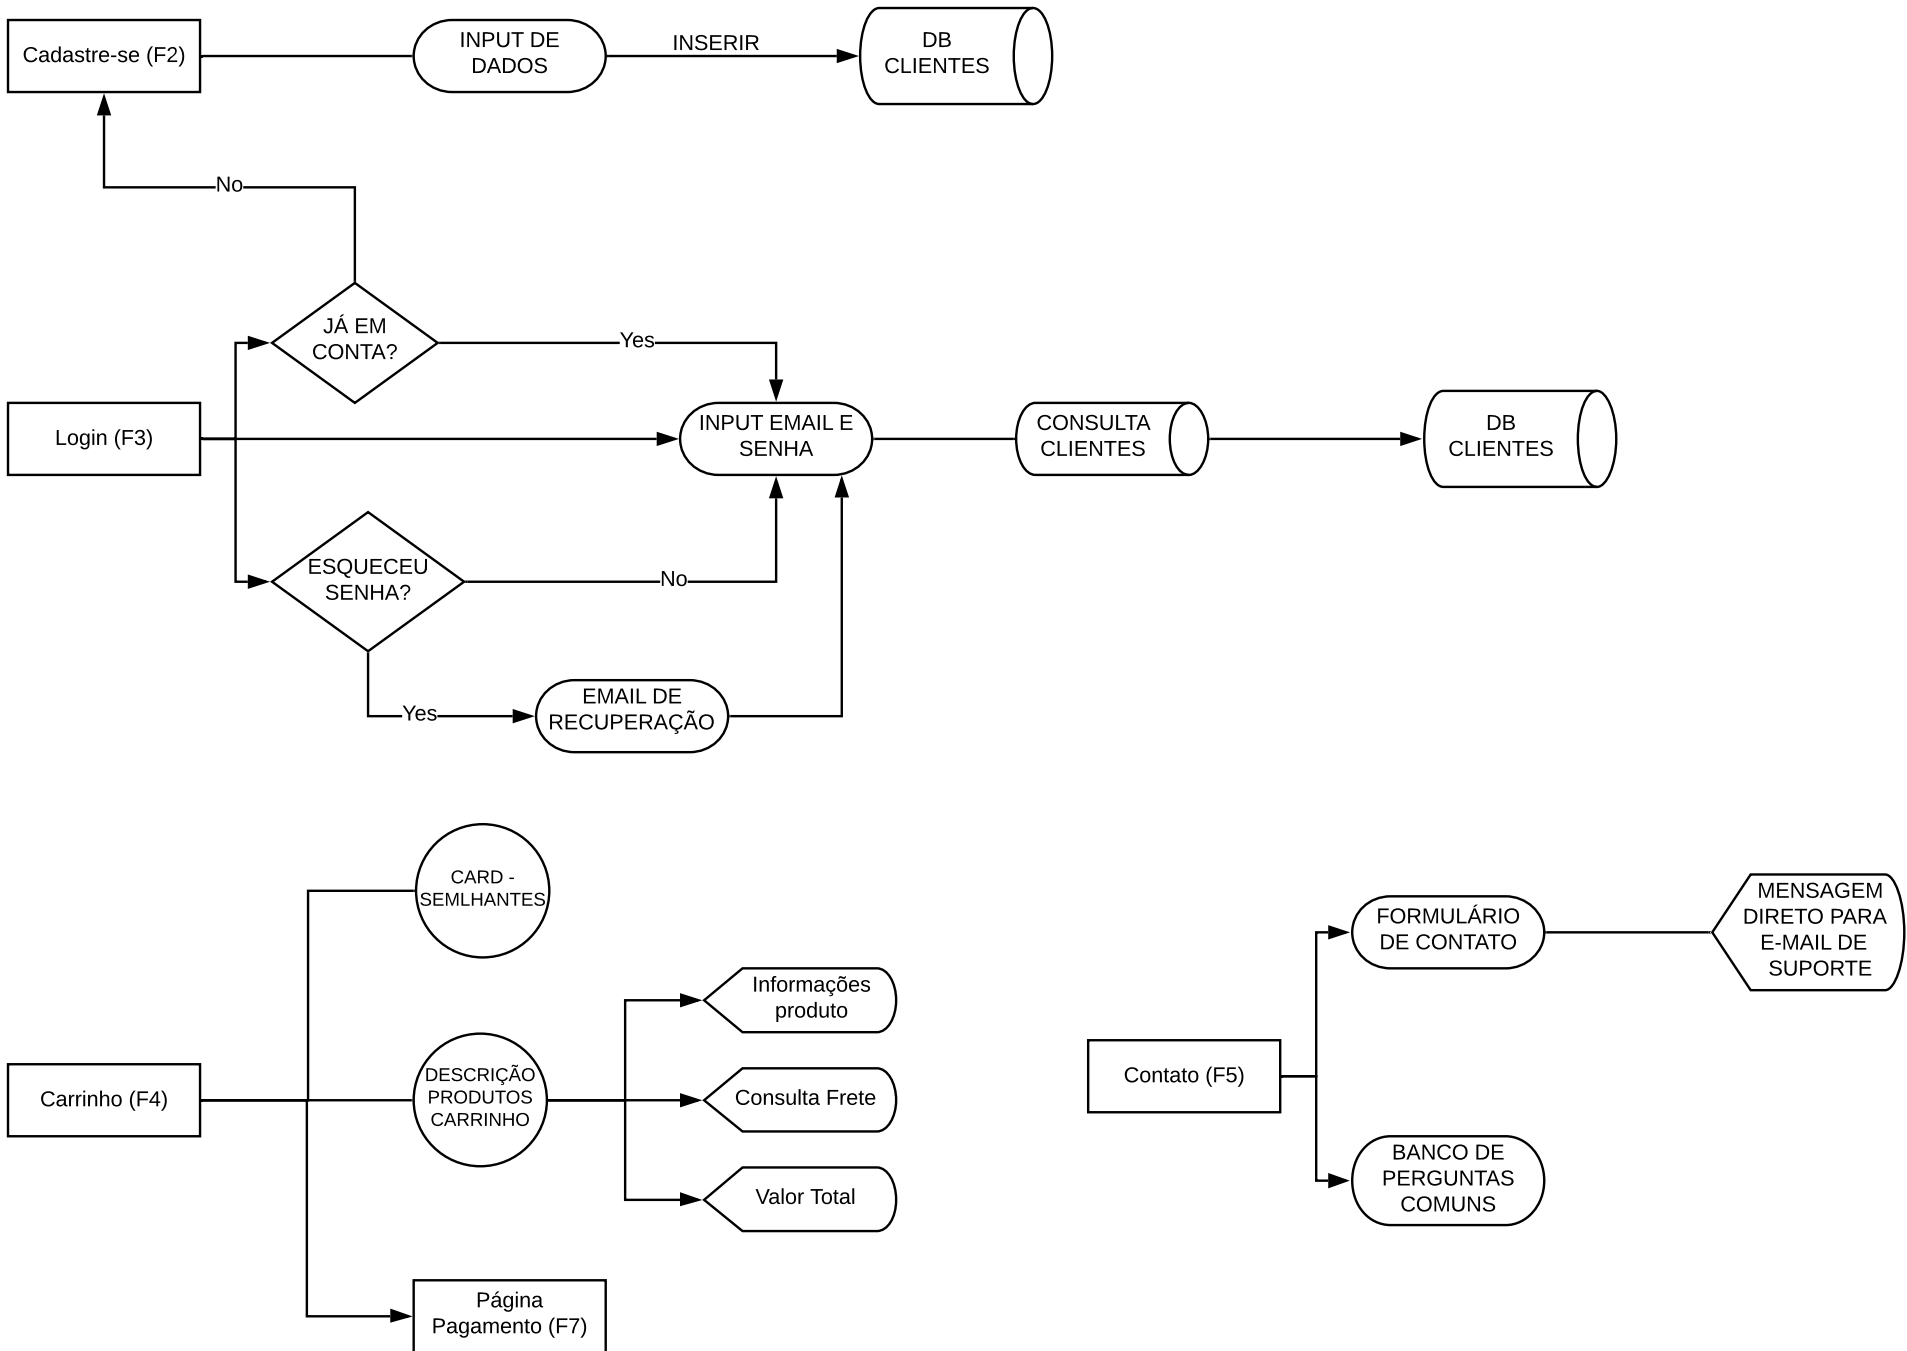 Cadastre-se (F2)
INPUT DE
DADOS
INSERIR
DB
CLIENTES
No
JÁ EM
CONTA?
Yes
Login (F3)
INPUT EMAIL E
SENHA
CONSULTA
CLIENTES
DB
CLIENTES
ESQUECEU
SENHA?
No
Yes
EMAIL DE
RECUPERAÇÃO
CARD -
SEMLHANTES
Informações
produto
DESCRIÇÃO
PRODUTOS
CARRINHO
Carrinho (F4)
Consulta Frete
Valor Total
Página
Pagamento (F7)
FORMULÁRIO
DE CONTATO
MENSAGEM
DIRETO PARA
E-MAIL DE
SUPORTE
Contato (F5)
BANCO DE
PERGUNTAS
COMUNS